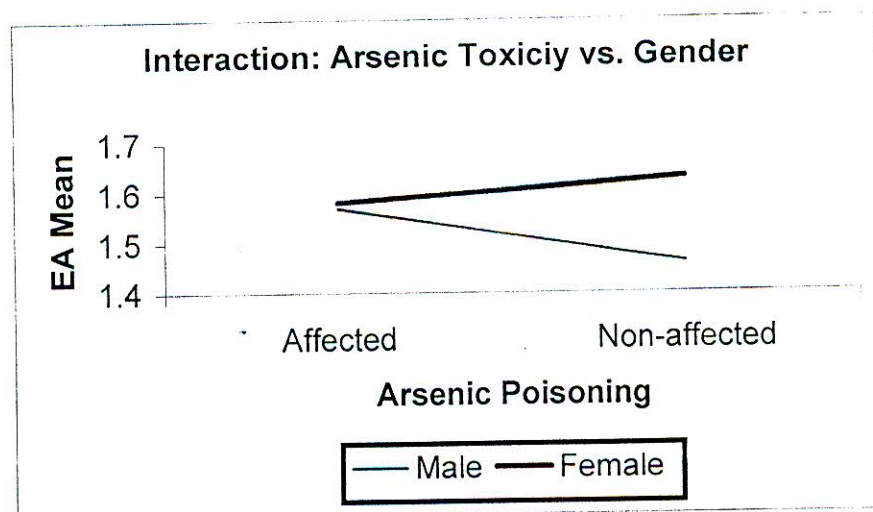 Interaction: Arsenic Toxiciy vs. Gender
EA Mean
1.7
1.6
1.5
1.4
Affected Non-affected
Arsenic Poisoning
Male Female